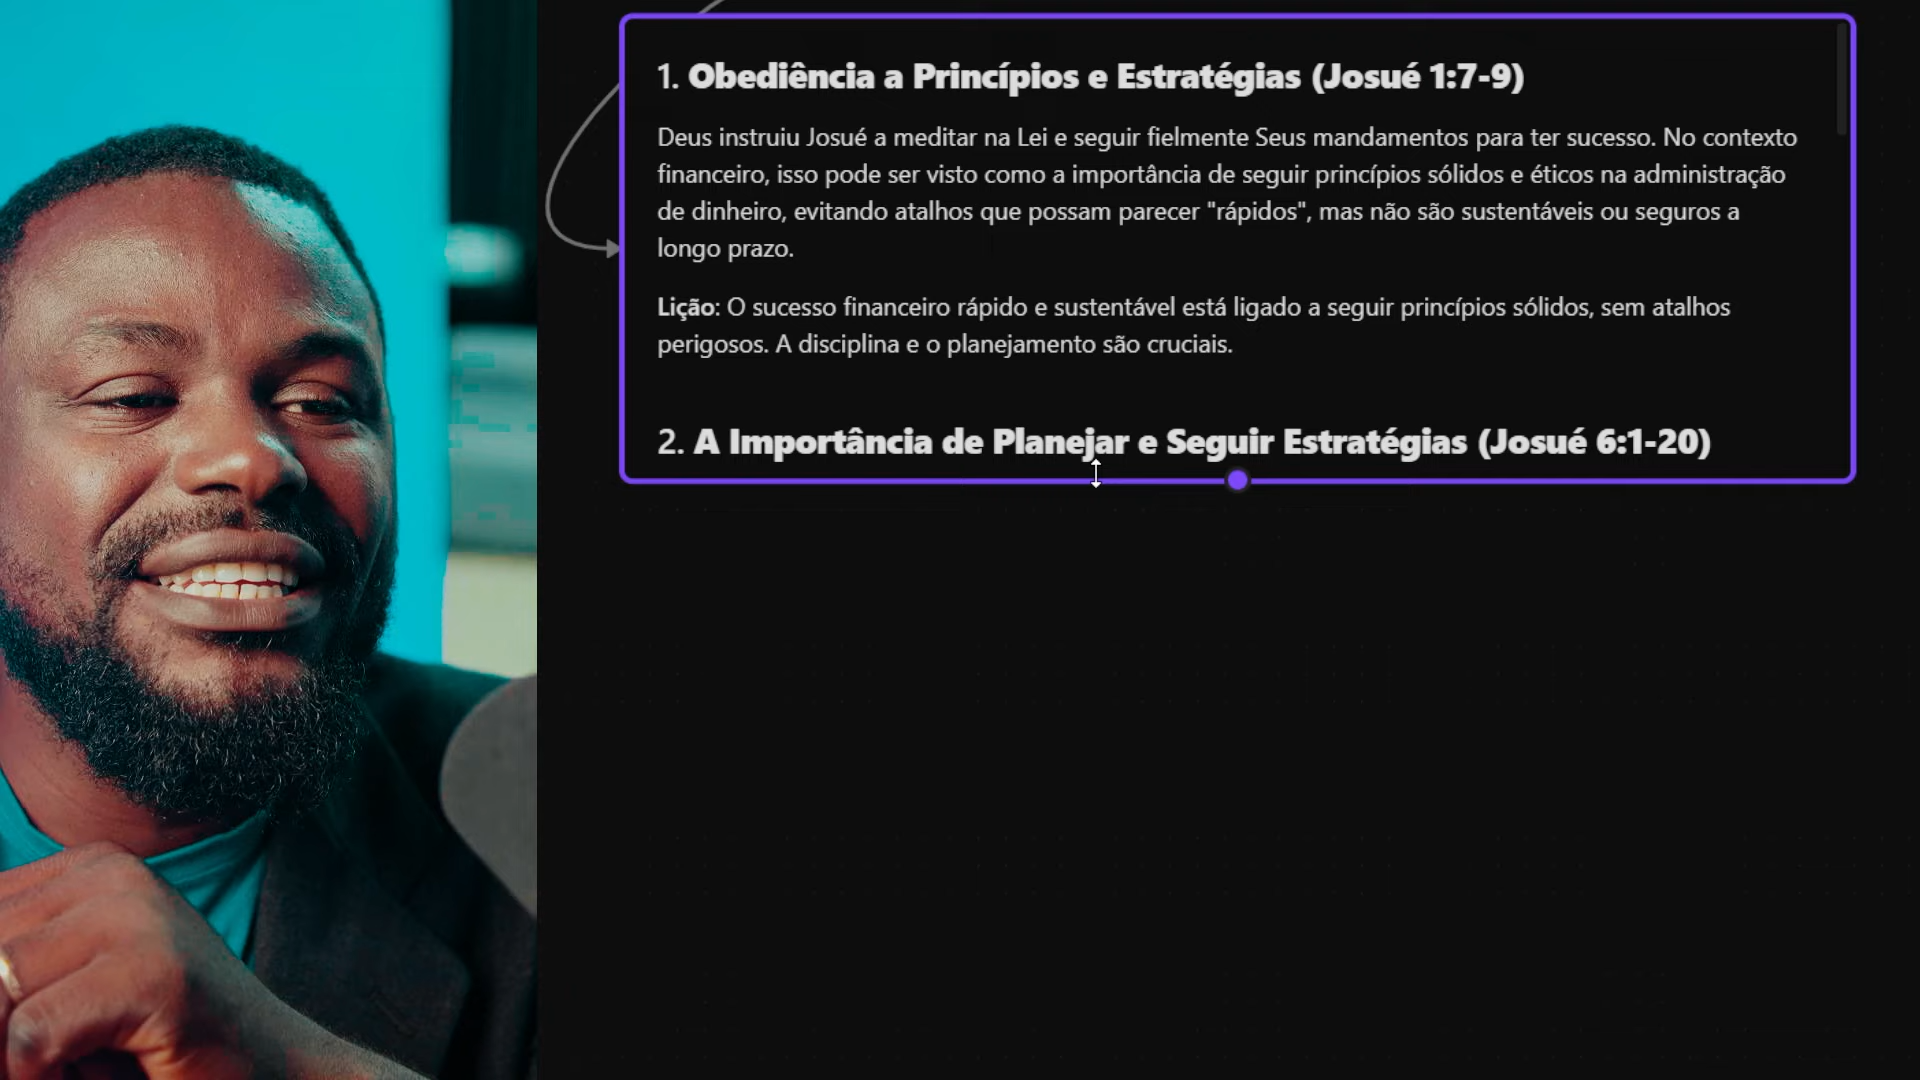 1. Obediência a Princípios e Estratégias (Josué 1:7-9)
Deus instruiu Josué a meditar na Lei e seguir fielmente Seus mandamentos para ter sucesso. No contexto
financeiro, isso pode ser visto como a importância de seguir princípios sólidos e éticos na administração
de dinheiro, evitando atalhos que possam parecer "rápidos", mas não são sustentáveis ou seguros a
longo prazo.
Lição: O sucesso financeiro rápido e sustentável está ligado a seguir princípios sólidos, sem atalhos
perigosos. A disciplina e o planejamento são cruciais.
2. A Importância de Planejar e Seguir Estratégias (Josué 6:1-20)